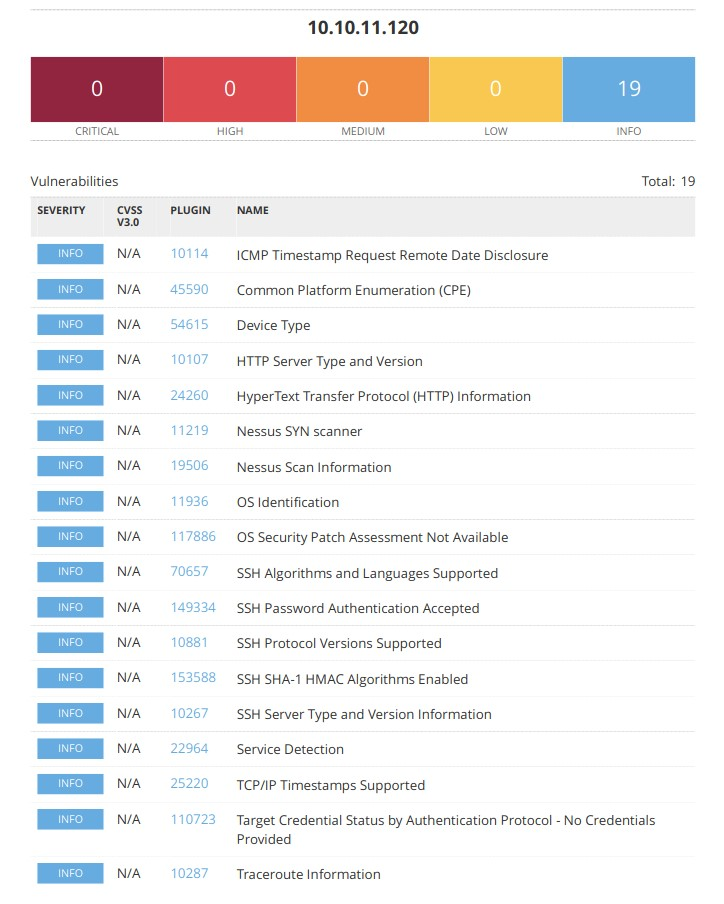 10.10.11.120
0 0 0 0 19
CRITICAL HIGH MEDIUM LOW INFO
Vulnerabilities Total: 19
SEVERITY CVSS V3.0 PLUGIN NAME
INFO N/A 10114 ICMP Timestamp Request Remote Date Disclosure
INFO N/A 45590 Common Platform Enumeration (CPE)
INFO N/A 54615 Device Type
INFO N/A 10107 HTTP Server Type and Version
INFO N/A 24260 HyperText Transfer Protocol (HTTP) Information
INFO N/A 11219 Nessus SYN scanner
INFO N/A 19506 Nessus Scan Information
INFO N/A 11936 OS Identification
INFO N/A 117886 OS Security Patch Assessment Not Available
INFO N/A 70657 SSH Algorithms and Languages Supported
INFO N/A 149334 SSH Password Authentication Accepted
INFO N/A 10881 SSH Protocol Versions Supported
INFO N/A 153588 SSH SHA-1 HMAC Algorithms Enabled
INFO N/A 10267 SSH Server Type and Version Information
INFO N/A 22964 Service Detection
INFO N/A 25220 TCP/IP Timestamps Supported
INFO N/A 110723 Target Credential Status by Authentication Protocol - No Credentials
Provided
INFO N/A 10287 Traceroute Information